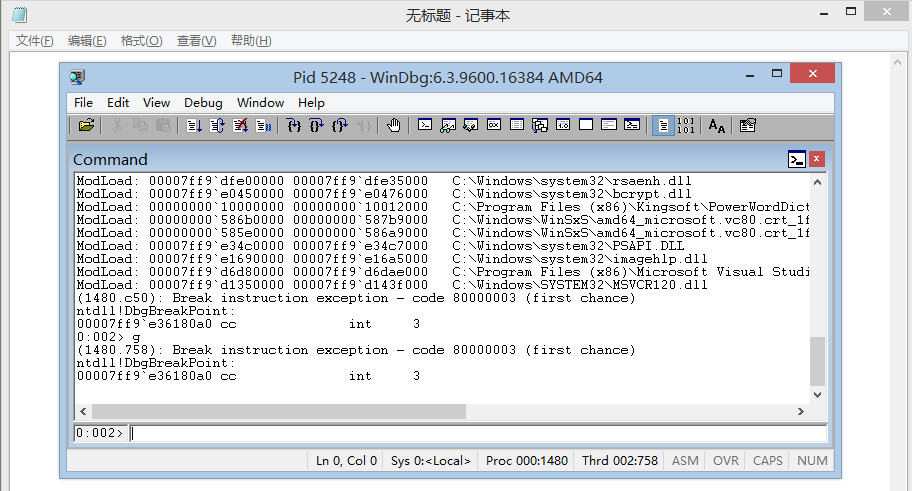 无标题 - 记事本
文件(F) 编辑(E) 格式(O) 查看(V) 帮助(H)
Pid 5248 - WinDbg:6.3.9600.16384 AMD64
File Edit View Debug Window Help
Command
ModLoad: 00007ff9`dfe00000 00007ff9`dfe35000 C:\Windows\system32\rsaenh.dll
ModLoad: 00007ff9`e0450000 00007ff9`e0476000 C:\Windows\system32\bcrypt.dll
ModLoad: 00000000`10000000 00000000`10012000 C:\Program Files (x86)\Kingsoft\PowerWordDict
ModLoad: 00000000`586b0000 00000000`587b9000 C:\Windows\WinSxS\amd64_microsoft.vc80.crt_1f
ModLoad: 00000000`585e0000 00000000`586a9000 C:\Windows\WinSxS\amd64_microsoft.vc80.crt_1f
ModLoad: 00007ff9`e34c0000 00007ff9`e34c7000 C:\Windows\system32\PSAPI.DLL
ModLoad: 00007ff9`e1690000 00007ff9`e16a5000 C:\Windows\system32\imagehlp.dll
ModLoad: 00007ff9`d6d80000 00007ff9`d6dae000 C:\Program Files (x86)\Microsoft Visual Studi
ModLoad: 00007ff9`d1350000 00007ff9`d143f000 C:\Windows\SYSTEM32\MSVCR120.dll
(1480.c50): Break instruction exception - code 80000003 (first chance)
ntdll!DbgBreakPoint:
00007ff9`e36180a0 cc int 3
0:002> g
(1480.758): Break instruction exception - code 80000003 (first chance)
ntdll!DbgBreakPoint:
00007ff9`e36180a0 cc int 3
0:002>
Ln 0, Col 0 Sys 0:<Local> Proc 000:1480 Thrd 002:758 ASM OVR CAPS NUM